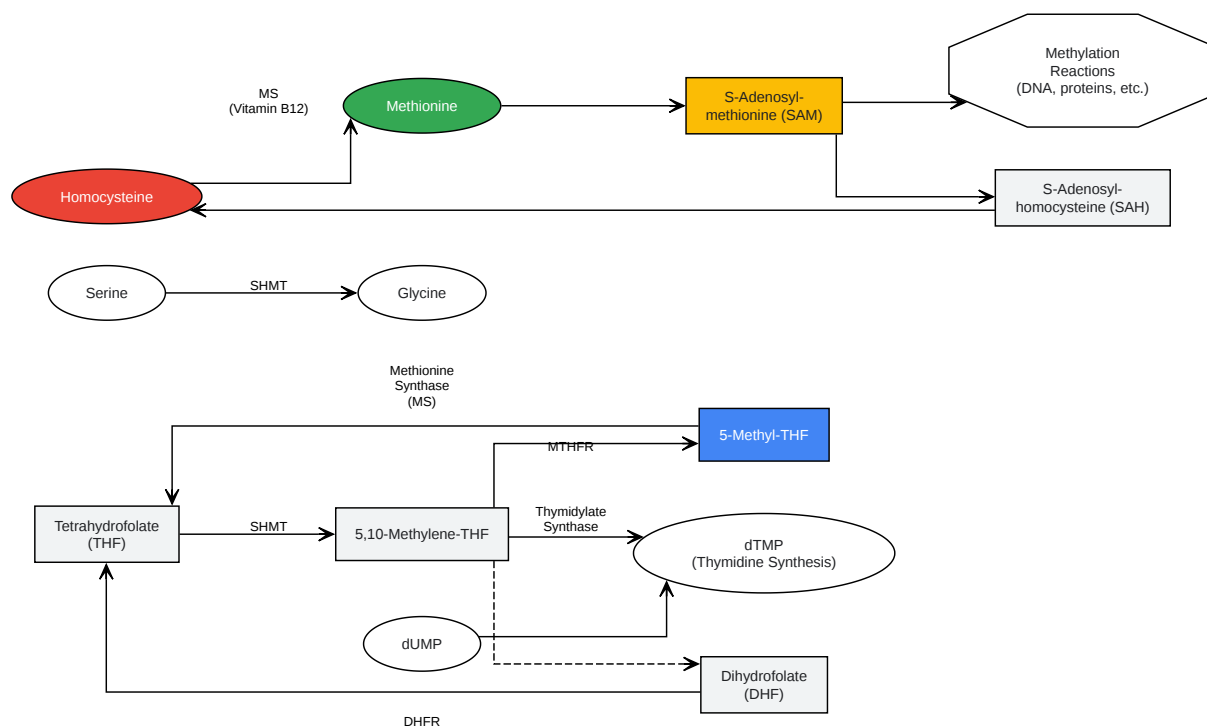 Methylation
Reactions
(DNA, proteins, etc.)
MS
(Vitamin B12)
Methionine
S-Adenosyl-
methionine (SAM)
Homocysteine
S-Adenosyl-
homocysteine (SAH)
Serine
SHMT
Glycine
Methionine
Synthase
(MS)
5-Methyl-THF
MTHFR
Tetrahydrofolate
(THF)
SHMT
5,10-Methylene-THF
Thymidylate
Synthase
dTMP
(Thymidine Synthesis)
dUMP
Dihydrofolate
(DHF)
DHFR